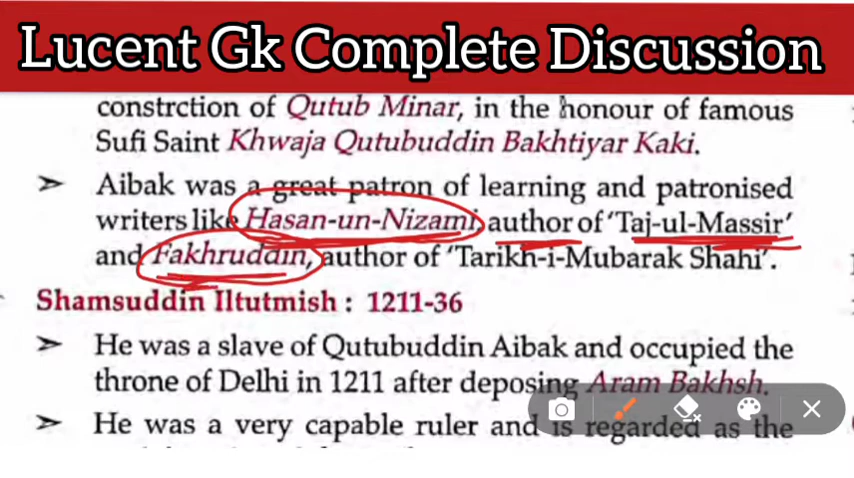 Lucent Gk Complete Discussion
constrction of Qutub Minar, in the honour of famous
Sufi Saint Khwaja Qutubuddin Bakhtiyar Kaki.
➢ Aibak was a great patron of learning and patronised
writers like Hasan-un-Nizami, author of 'Taj-ul-Massir'
and Fakhruddin, author of 'Tarikh-i-Mubarak Shahi'.
Shamsuddin Iltutmish : 1211-36
➢ He was a slave of Qutubuddin Aibak and occupied the
throne of Delhi in 1211 after deposing Aram Bakhsh.
➢ He was a very capable ruler and is regarded as the